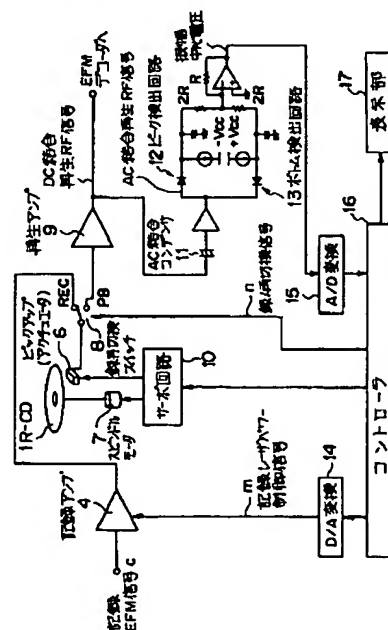 記録
EFM信号 c
記録アンプ
4
1R-CD
ピックアップ
(アクチュエータ)
6
7
スピンドル
モータ
REC
PB
8
録再切換
スイッチ
再生アンプ
9
DC結合
再生RF信号
EFM
デコーダへ
AC結合
コンデンサ
11
12ピーク検出回路
AC結合再生RF信号
-Vcc
+Vcc
13ボトム検出回路
2R
2R
R
振幅
中心電圧
サーボ回路
10
m
記録レーザパワー
制御信号
n
録/再切換信号
14
D/A変換
15
A/D変換
16
コントローラ
17
表示部